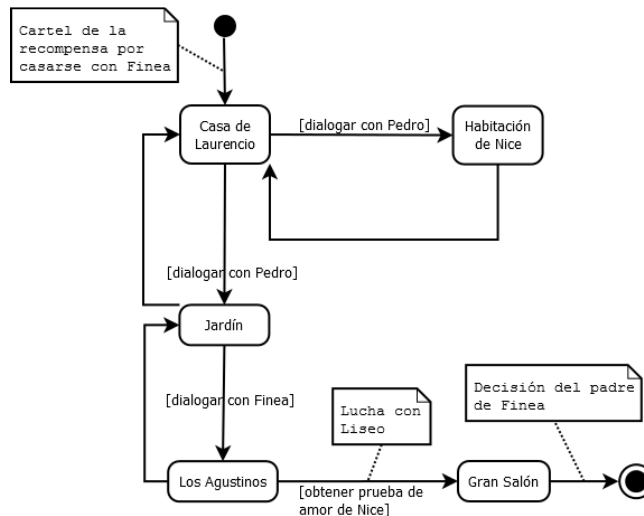 Cartel de la
recompensa por
casarse con Finea
Casa de
Laurencio
[dialogar con Pedro]
Habitación
de Nice
[dialogar con Pedro]
Jardín
[dialogar con Finea]
Lucha con
Liseo
Decisión del padre
de Finea
Los Agustinos
[obtener prueba de
amor de Nice]
Gran Salón